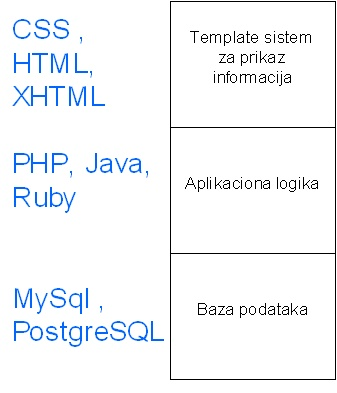 CSS ,
HTML,
XHTML
Template sistem
za prikaz
informacija
PHP, Java,
Ruby
Aplikaciona logika
MySql ,
PostgreSQL
Baza podataka